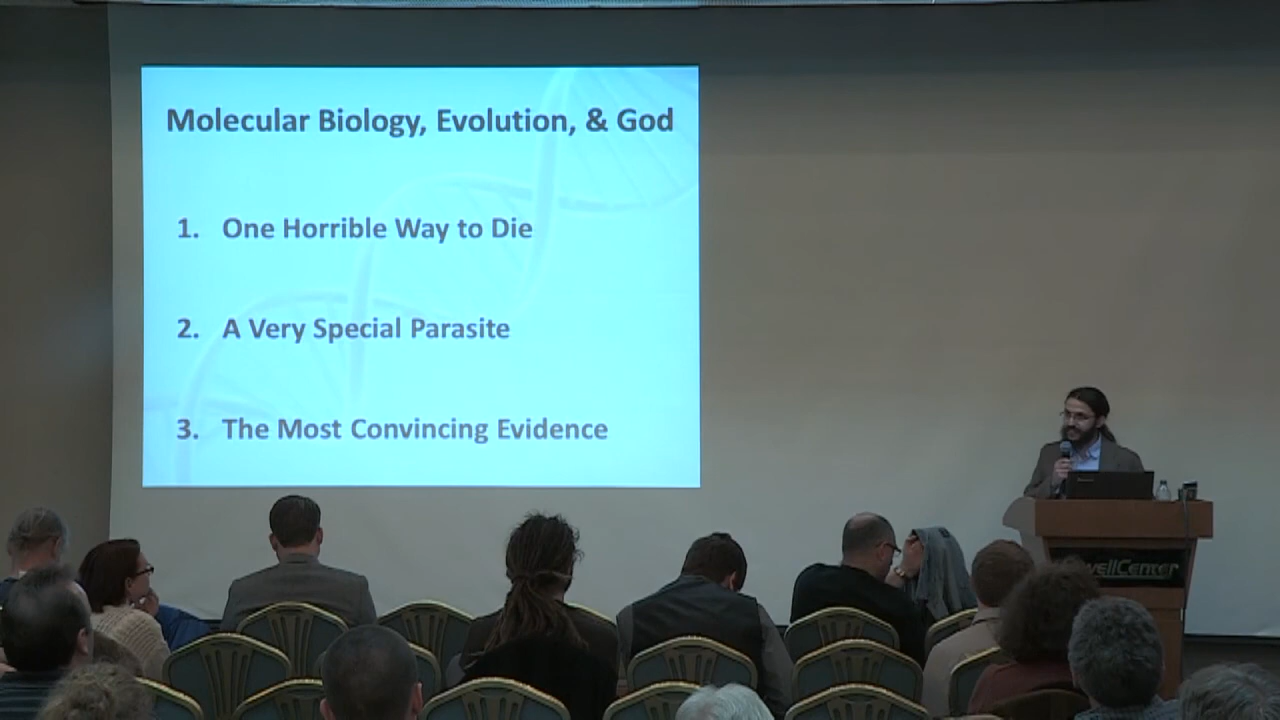 Molecular Biology, Evolution, & God
1. One Horrible Way to Die
2. A Very Special Parasite
3. The Most Convincing Evidence